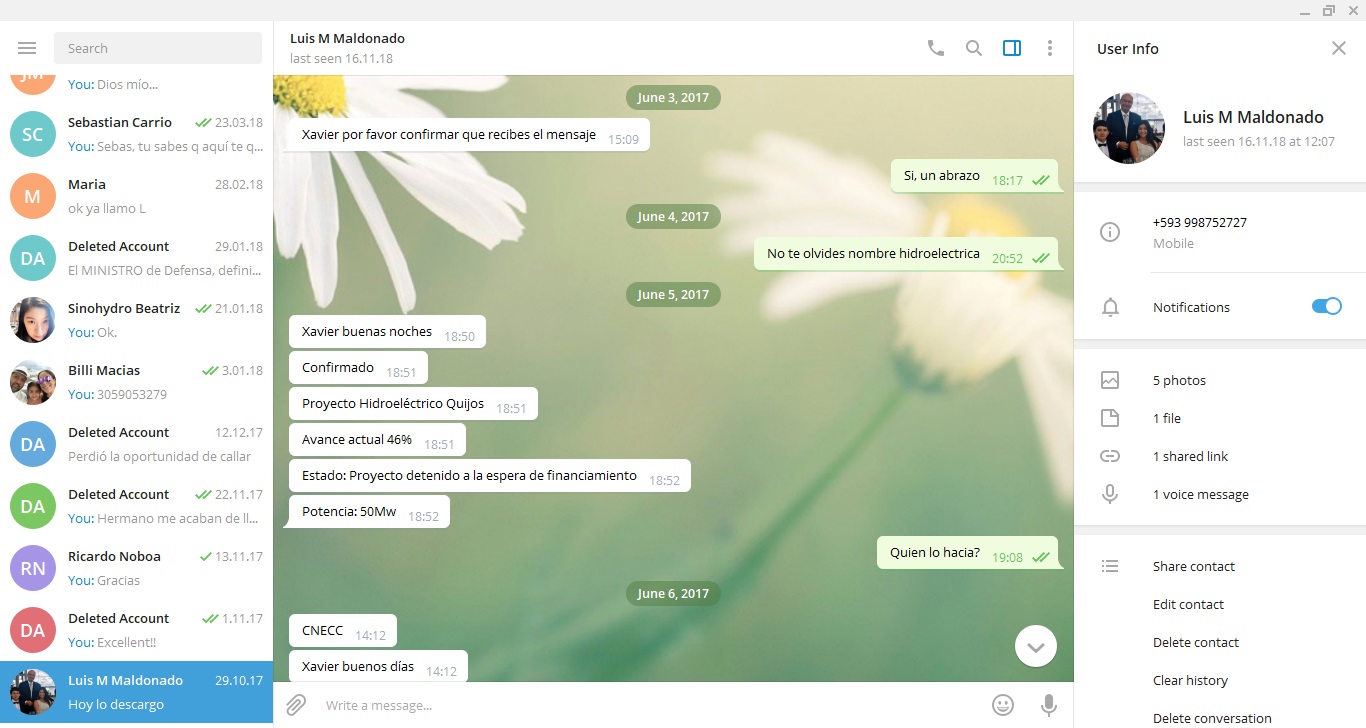 Search
JM
You: Dios mío...
SC
Sebastian Carrio
23.03.18
You: Sebas, tu sabes q aquí te q...
M
Maria
28.02.18
ok ya llamo L
DA
Deleted Account
29.01.18
El MINISTRO de Defensa, defini...
Sinohydro Beatriz
21.01.18
You: Ok.
Billi Macias
3.01.18
You: 3059053279
DA
Deleted Account
12.12.17
Perdió la oportunidad de callar
DA
Deleted Account
22.11.17
You: Hermano me acaban de ll...
RN
Ricardo Noboa
13.11.17
You: Gracias
DA
Deleted Account
1.11.17
You: Excellent!!
Luis M Maldonado
29.10.17
Hoy lo descargo
Luis M Maldonado
last seen 16.11.18
June 3, 2017
Xavier por favor confirmar que recibes el mensaje 15:09
Si, un abrazo 18:17
June 4, 2017
No te olvides nombre hidroelectrica 20:52
June 5, 2017
Xavier buenas noches 18:50
Confirmado 18:51
Proyecto Hidroeléctrico Quijos 18:51
Avance actual 46% 18:51
Estado: Proyecto detenido a la espera de financiamiento 18:52
Potencia: 50Mw 18:52
Quien lo hacia? 19:08
June 6, 2017
CNECC 14:12
Xavier buenos días 14:12
Write a message...
User Info
Luis M Maldonado
last seen 16.11.18 at 12:07
+593 998752727
Mobile
Notifications
5 photos
1 file
1 shared link
1 voice message
Share contact
Edit contact
Delete contact
Clear history
Delete conversation